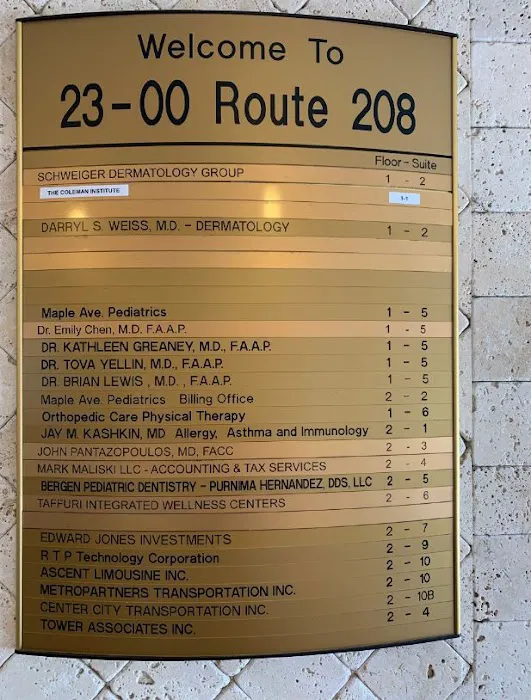 Welcome To
23-00 Route 208
Floor - Suite
SCHWEIGER DERMATOLOGY GROUP 1 - 2
THE COLEMAN INSTITUTE 1-1
DARRYL S. WEISS, M.D. - DERMATOLOGY 1 - 2
Maple Ave. Pediatrics 1 - 5
Dr. Emily Chen, M.D. F.A.A.P. 1 - 5
DR. KATHLEEN GREANEY, M.D., F.A.A.P. 1 - 5
DR. TOVA YELLIN, M.D., F.A.A.P. 1 - 5
DR. BRIAN LEWIS , M.D. , F.A.A.P. 1 - 5
Maple Ave. Pediatrics Billing Office 2 - 2
Orthopedic Care Physical Therapy 1 - 6
JAY M. KASHKIN, MD Allergy, Asthma and Immunology 2 - 1
JOHN PANTAZOPOULOS, MD, FACC 2 - 3
MARK MALISKI LLC - ACCOUNTING & TAX SERVICES 2 - 4
BERGEN PEDIATRIC DENTISTRY - PURNIMA HERNANDEZ, DDS, LLC 2 - 5
TAFFURI INTEGRATED WELLNESS CENTERS 2 - 6
EDWARD JONES INVESTMENTS 2 - 7
R T P Technology Corporation 2 - 9
ASCENT LIMOUSINE INC. 2 - 10
METROPARTNERS TRANSPORTATION INC. 2 - 10
CENTER CITY TRANSPORTATION INC. 2 - 10B
TOWER ASSOCIATES INC. 2 - 4